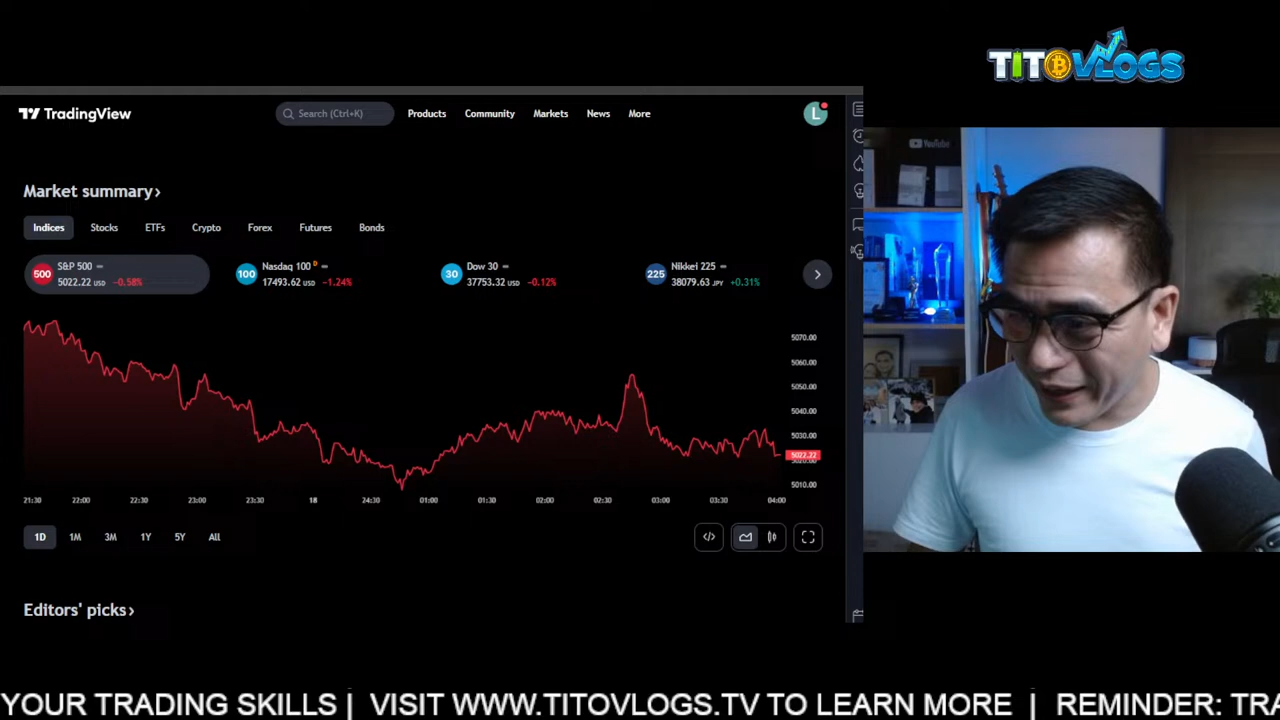 TITOVLOGS
TradingView
Search (Ctrl+K)
Products
Community
Markets
News
More
L
YouTube
Market summary ›
Indices
Stocks
ETFs
Crypto
Forex
Futures
Bonds
500
S&P 500
5022.22 USD -0.58%
100
Nasdaq 100 D
17493.62 USD -1.24%
30
Dow 30
37753.32 USD -0.12%
225
Nikkei 225
38079.63 JPY +0.31%
5070.00
5060.00
5050.00
5040.00
5030.00
5022.22
5020.00
5010.00
21:30 22:00 22:30 23:00 23:30 18 24:30 01:00 01:30 02:00 02:30 03:00 03:30 04:00
1D
1M
3M
1Y
5Y
All
Editors' picks ›
YOUR TRADING SKILLS | VISIT WWW.TITOVLOGS.TV TO LEARN MORE | REMINDER: TRA